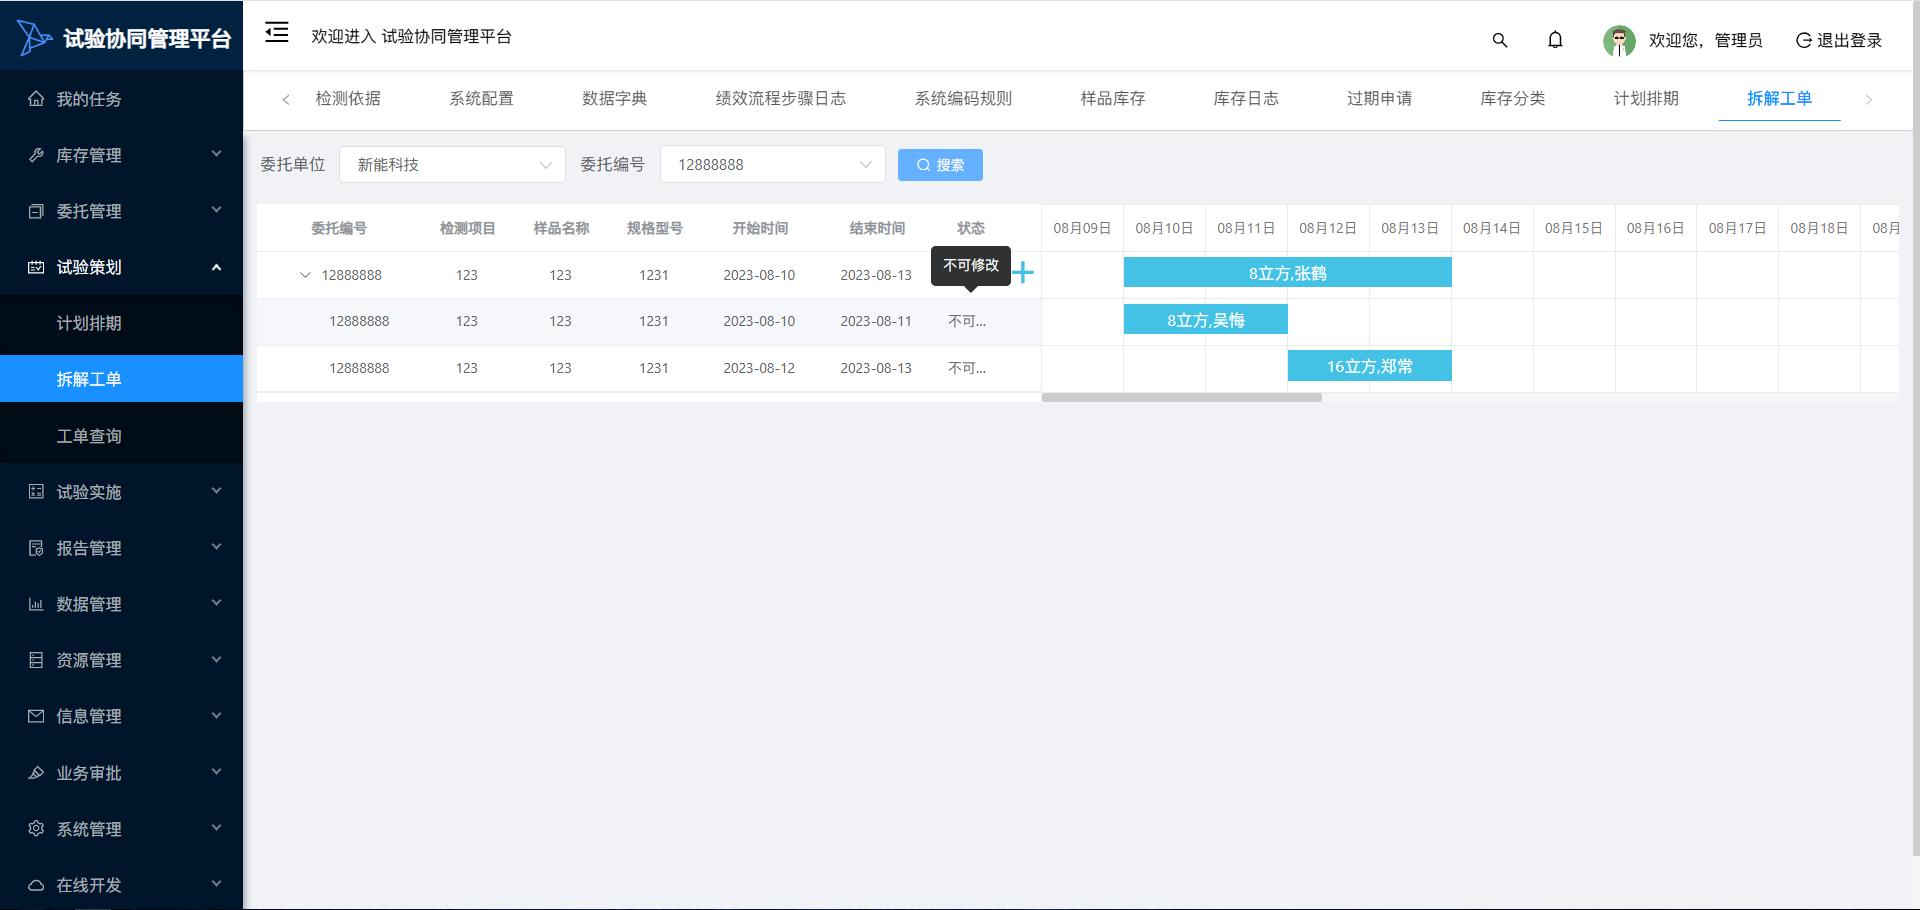 试验协同管理平台
欢迎进入 试验协同管理平台
欢迎您，管理员
退出登录
我的任务
库存管理
委托管理
试验策划
计划排期
拆解工单
工单查询
试验实施
报告管理
数据管理
资源管理
信息管理
业务审批
系统管理
在线开发
检测依据 系统配置 数据字典 绩效流程步骤日志 系统编码规则 样品库存 库存日志 过期申请 库存分类 计划排期 拆解工单
委托单位 新能科技 委托编号 12888888 搜索
委托编号 检测项目 样品名称 规格型号 开始时间 结束时间 状态 08月09日 08月10日 08月11日 08月12日 08月13日 08月14日 08月15日 08月16日 08月17日 08月18日 08月
不可修改
12888888 123 123 1231 2023-08-10 2023-08-13 8立方,张鹤
12888888 123 123 1231 2023-08-10 2023-08-11 不可... 8立方,吴悔
12888888 123 123 1231 2023-08-12 2023-08-13 不可... 16立方,郑常